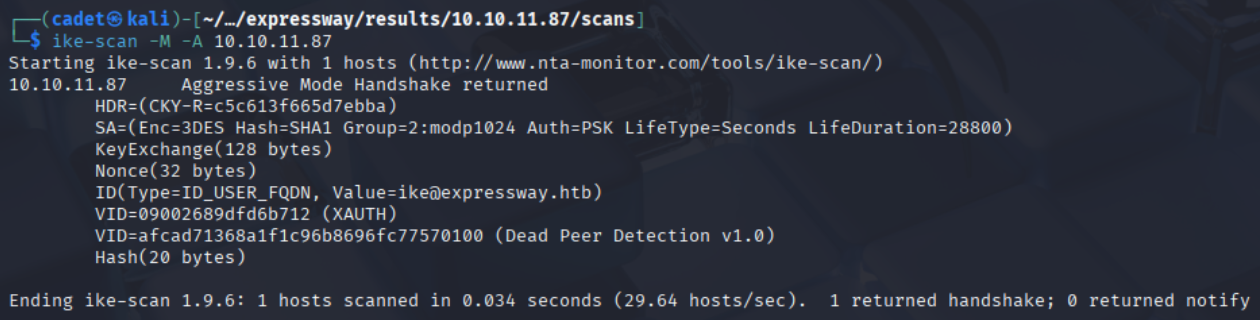 ┌──(cadet㉿kali)-[~/…/expressway/results/10.10.11.87/scans]
└─$ ike-scan -M -A 10.10.11.87
Starting ike-scan 1.9.6 with 1 hosts (http://www.nta-monitor.com/tools/ike-scan/)
10.10.11.87     Aggressive Mode Handshake returned
        HDR=(CKY-R=c5c613f665d7ebba)
        SA=(Enc=3DES Hash=SHA1 Group=2:modp1024 Auth=PSK LifeType=Seconds LifeDuration=28800)
        KeyExchange(128 bytes)
        Nonce(32 bytes)
        ID(Type=ID_USER_FQDN, Value=ike@expressway.htb)
        VID=09002689dfd6b712 (XAUTH)
        VID=afcad71368a1f1c96b8696fc77570100 (Dead Peer Detection v1.0)
        Hash(20 bytes)

Ending ike-scan 1.9.6: 1 hosts scanned in 0.034 seconds (29.64 hosts/sec).  1 returned handshake; 0 returned notify